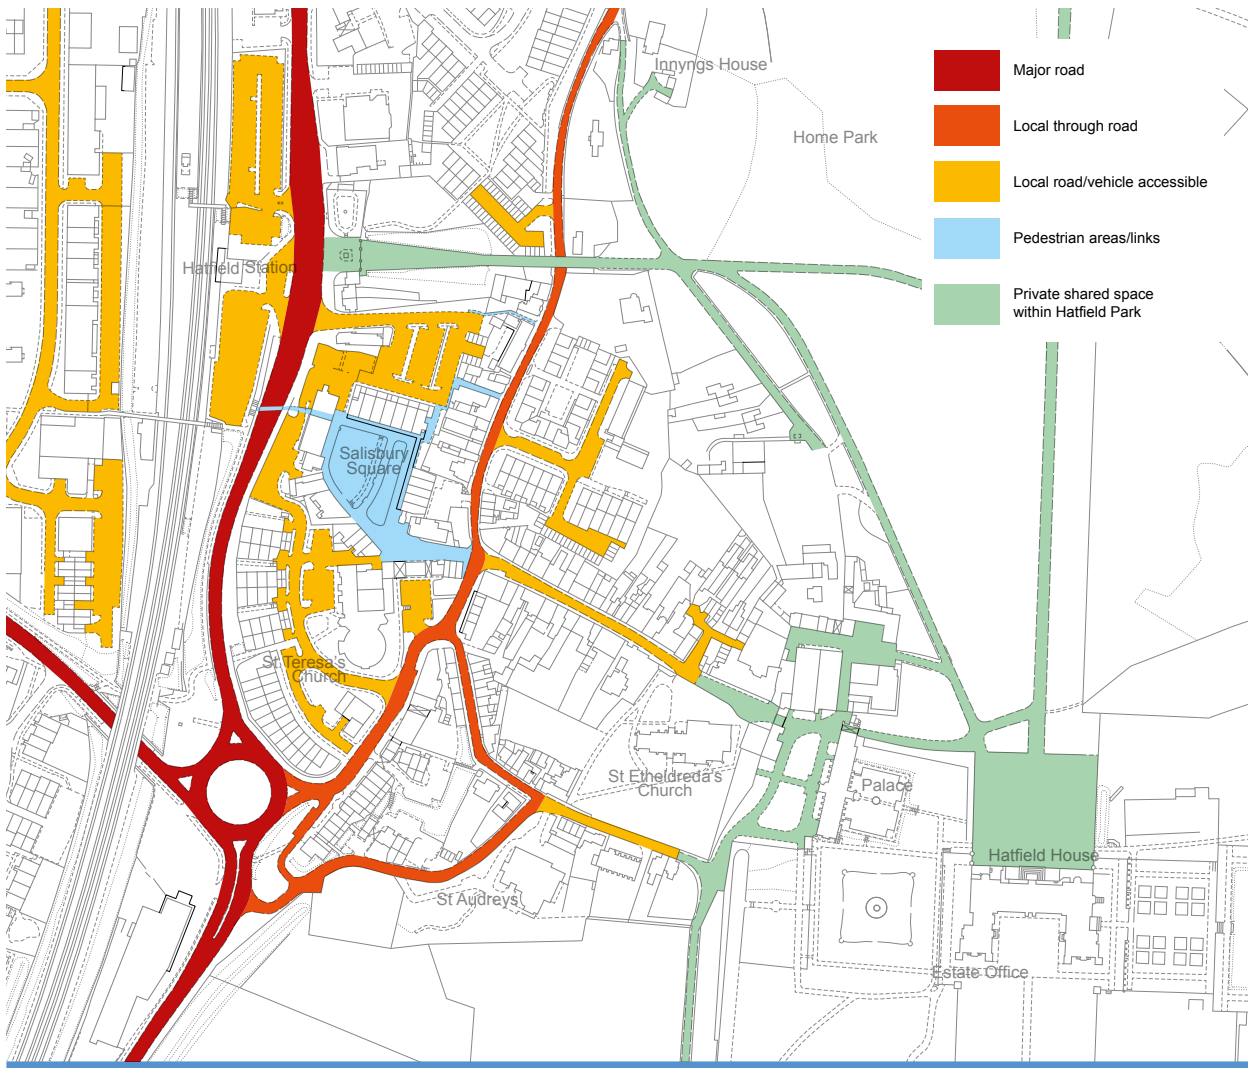 Innyngs House
Home Park
Major road
Local through road
Local road/vehicle accessible
Pedestrian areas/links
Private shared space
within Hatfield Park
Hatfield Station
Salisbury
Square
St Teresa's
Church
St Etheldreda's
Church
Palace
Hatfield House
St Audreys
Estate Office